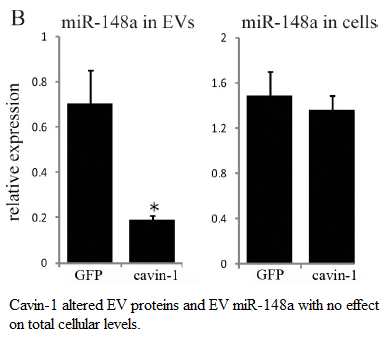 B
miR-148a in EVs
miR-148a in cells
relative expression
1
0.8
0.6
0.4
0.2
0
*
GFP
cavin-1
2
1.6
1.2
0.8
0.4
0
GFP
cavin-1
Cavin-1 altered EV proteins and EV miR-148a with no effect
on total cellular levels.